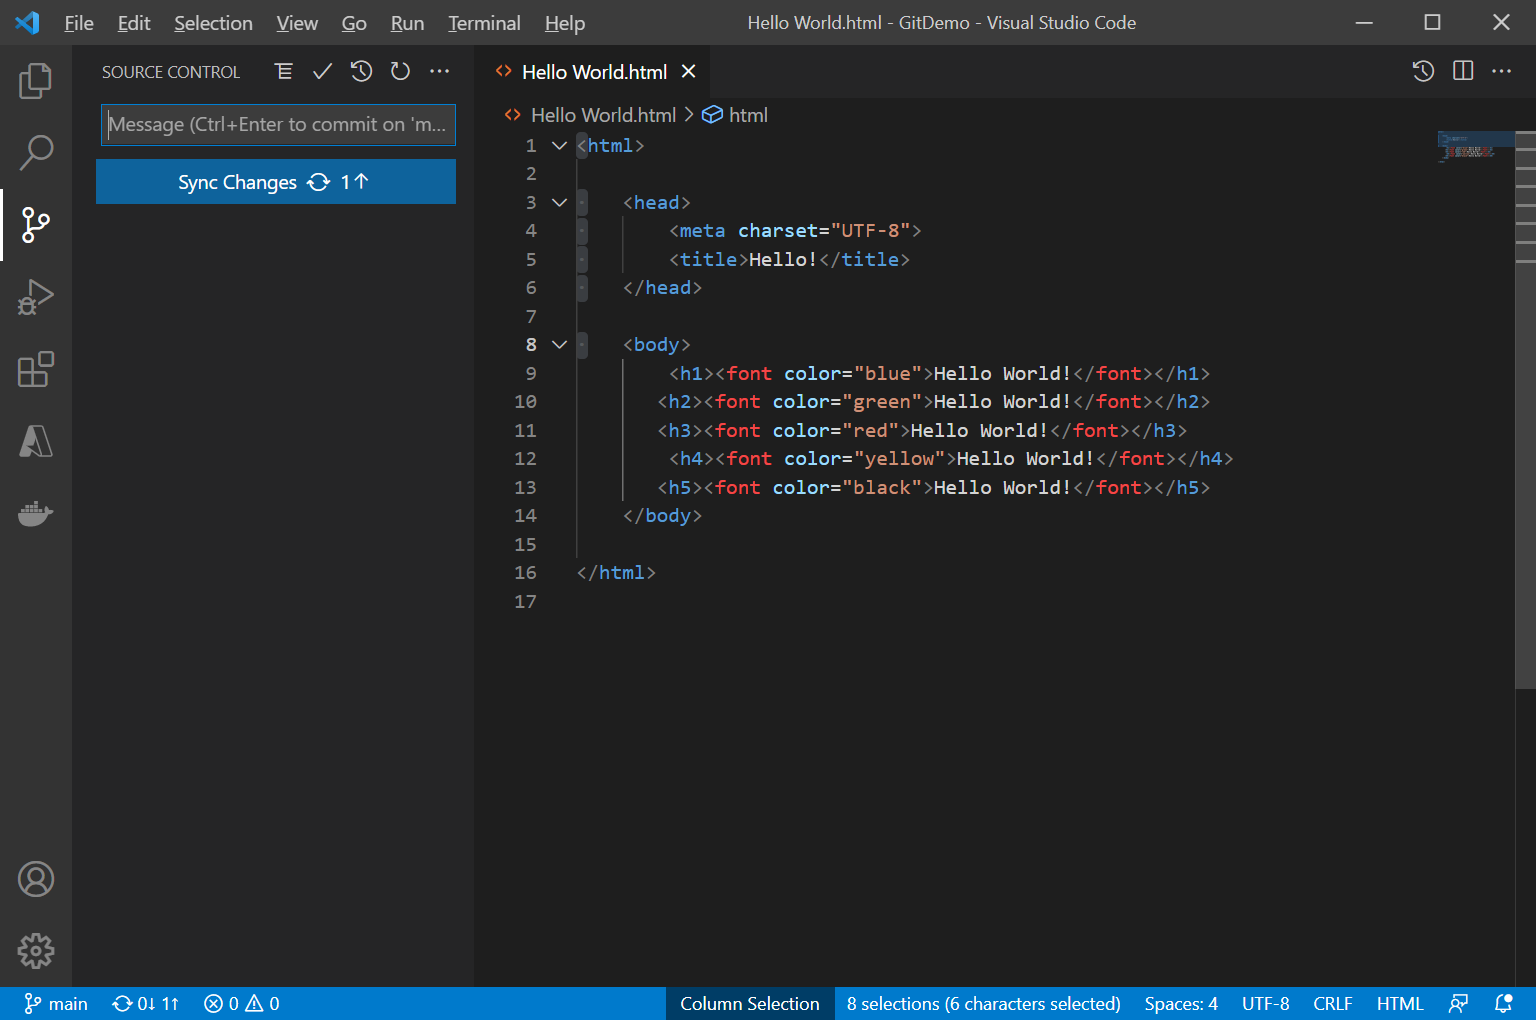 File Edit Selection View Go Run Terminal Help Hello World.html - GitDemo - Visual Studio Code
SOURCE CONTROL
Message (Ctrl+Enter to commit on 'm...
Sync Changes 1↑
Hello World.html
Hello World.html > html
1 <html>
2
3 <head>
4 <meta charset="UTF-8">
5 <title>Hello!</title>
6 </head>
7
8 <body>
9 <h1><font color="blue">Hello World!</font></h1>
10 <h2><font color="green">Hello World!</font></h2>
11 <h3><font color="red">Hello World!</font></h3>
12 <h4><font color="yellow">Hello World!</font></h4>
13 <h5><font color="black">Hello World!</font></h5>
14 </body>
15
16 </html>
17
main 0↓ 1↑ 0 0 Column Selection 8 selections (6 characters selected) Spaces: 4 UTF-8 CRLF HTML